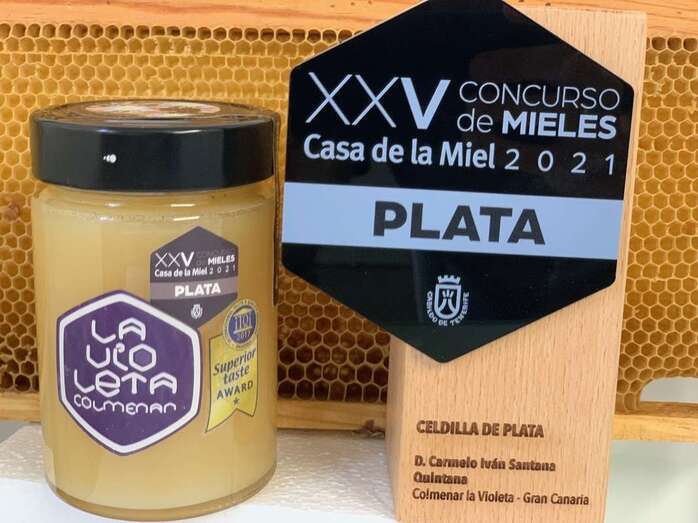 XXV CONCURSO
de MIELES
Casa de la Miel 2021
PLATA
CABILDO DE TENERIFE
CELDILLA DE PLATA
D. Carmelo Iván Santana
Quintana
Colmenar la Violeta - Gran Canaria
XXV CONCURSO
de MIELES
Casa de la Miel 2021
PLATA
LA
VIO
LETA
COLMENAR
Superior
taste
AWARD